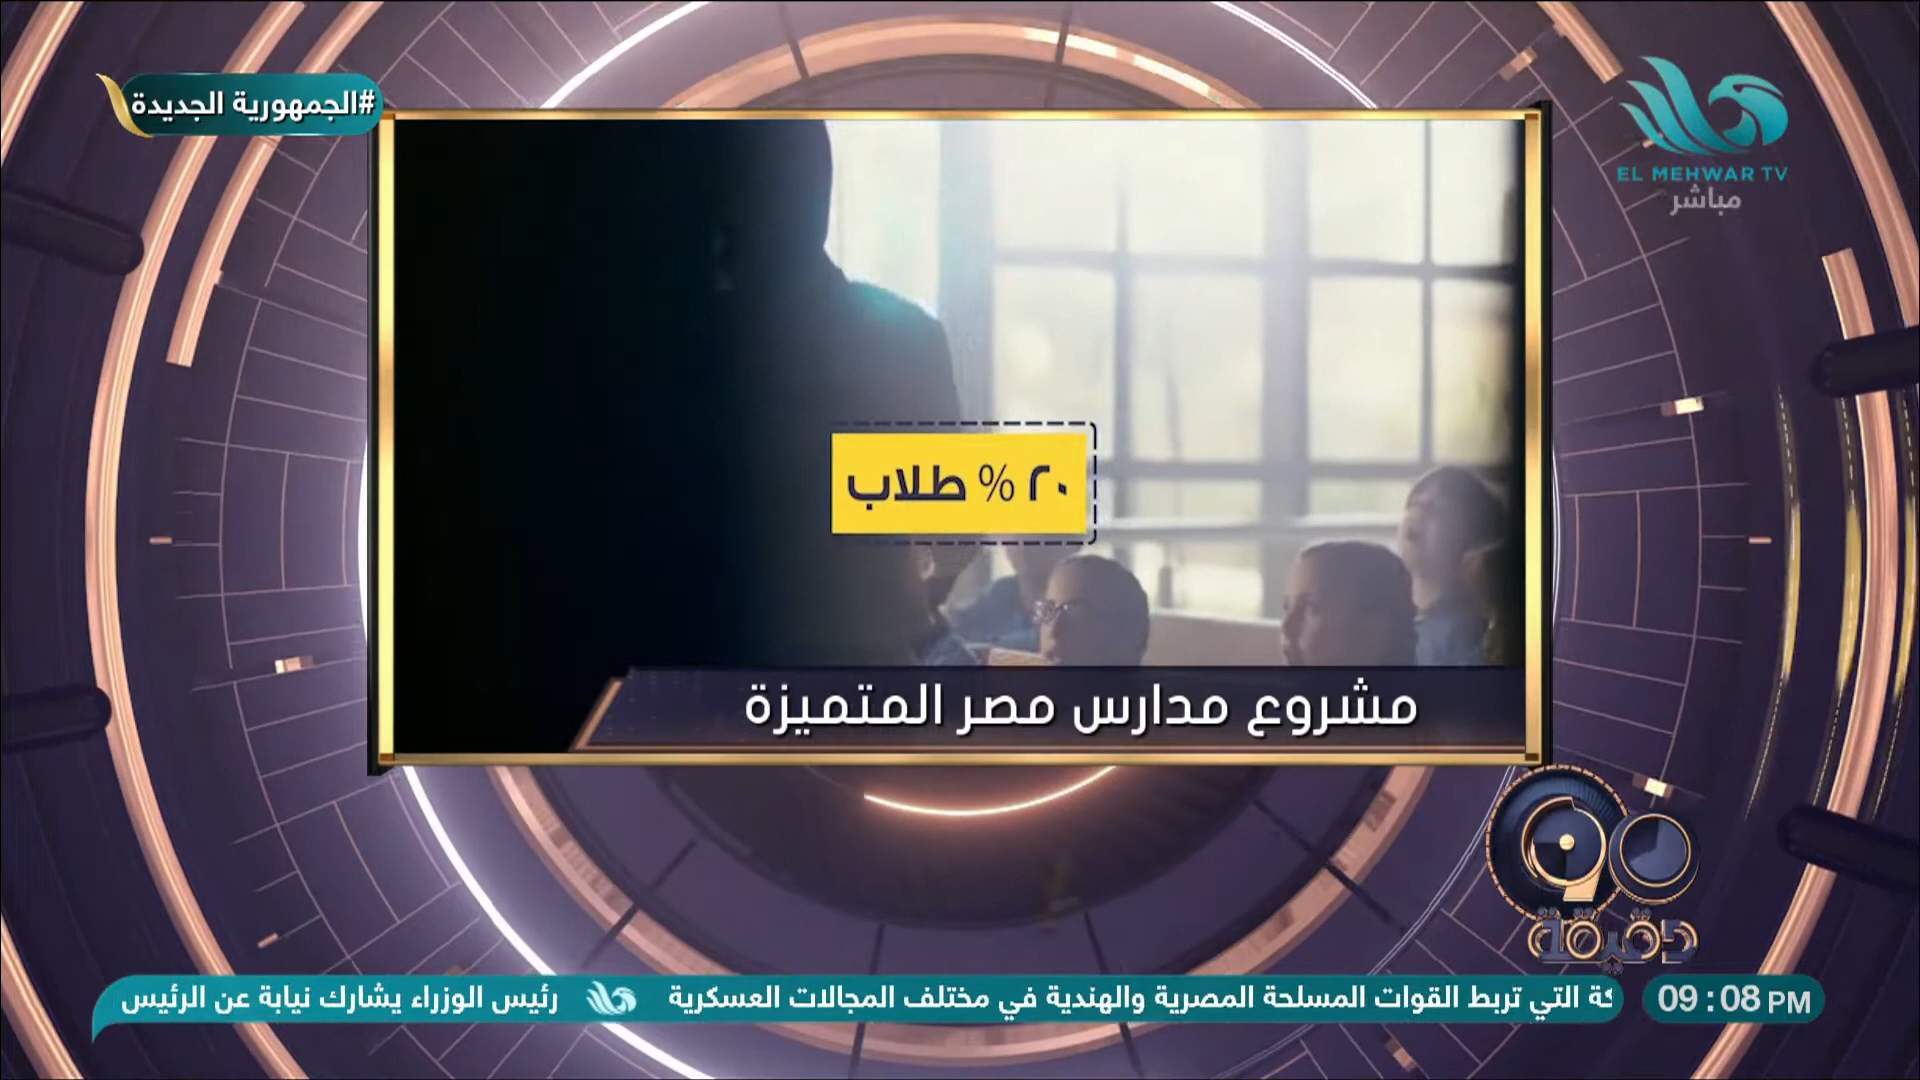 #الجمهورية الجديدة
EL MEHWAR TV
مباشر
٢٠ % طلاب
مشروع مدارس مصر المتميزة
90
دقيقة
كة التي تربط القوات المسلحة المصرية والهندية في مختلف المجالات العسكرية
رئيس الوزراء يشارك نيابة عن الرئيس
09:08 PM